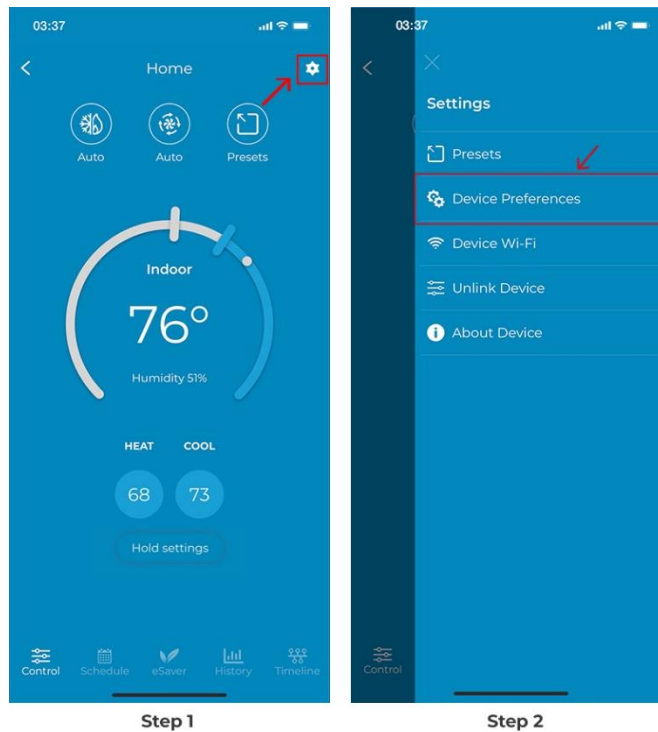 03:37
Home
Auto Auto Presets
Indoor
76°
Humidity 51%
HEAT COOL
68 73
Hold settings
Control Schedule eSaver History Timeline
Step 1
03:37
Settings
Presets
Device Preferences
Device Wi-Fi
Unlink Device
About Device
Control
Step 2